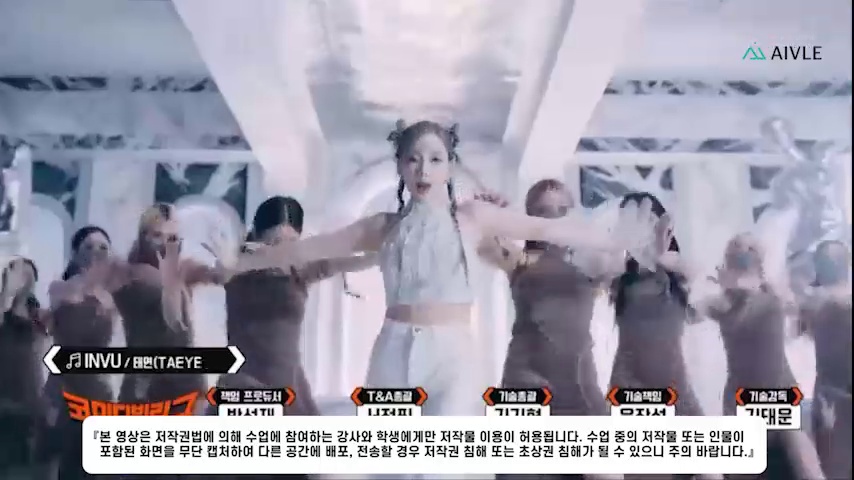 AIVLE
INVU / 태연(TAEYE
코미디빅리그
책임 프로듀서
T&A총괄
기술총괄
기술책임
기술감독
『본 영상은 저작권법에 의해 수업에 참여하는 강사와 학생에게만 저작물 이용이 허용됩니다. 수업 중의 저작물 또는 인물이
포함된 화면을 무단 캡처하여 다른 공간에 배포, 전송할 경우 저작권 침해 또는 초상권 침해가 될 수 있으니 주의 바랍니다.』